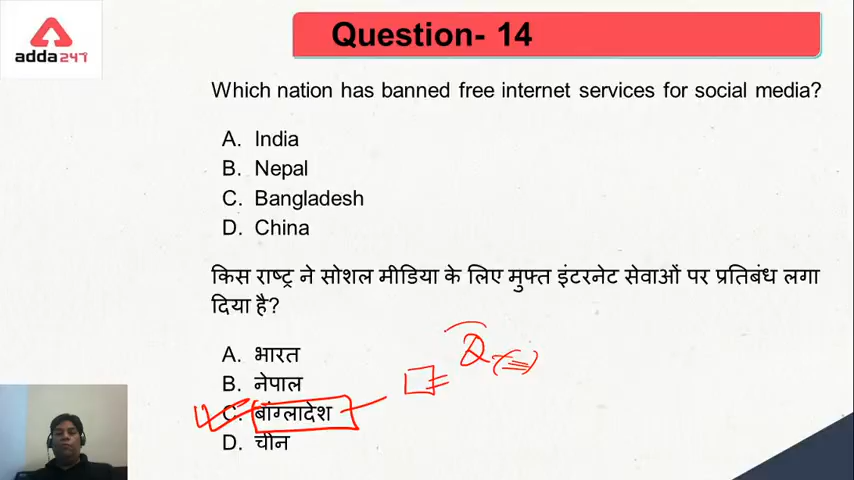 Question- 14
adda247
Which nation has banned free internet services for social media?
A. India
B. Nepal
C. Bangladesh
D. China
किस राष्ट्र ने सोशल मीडिया के लिए मुफ्त इंटरनेट सेवाओं पर प्रतिबंध लगा
दिया है?
A. भारत
B. नेपाल
C. बांग्लादेश
D. चीन